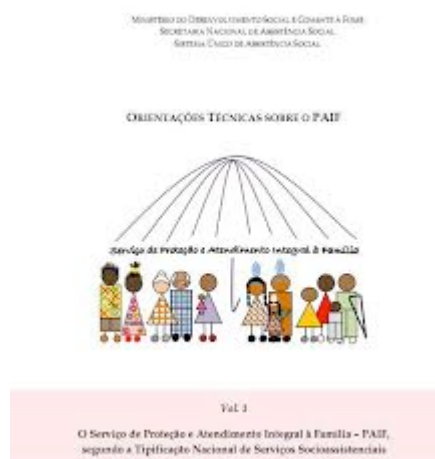 MINISTÉRIO DO DESENVOLVIMENTO SOCIAL E COMBATE À FOME
SECRETARIA NACIONAL DE ASSISTÊNCIA SOCIAL
SISTEMA ÚNICO DE ASSISTÊNCIA SOCIAL
ORIENTAÇÕES TÉCNICAS SOBRE O PAIF
Serviço de Proteção e Atendimento Integral à Família
Vol. 1
O Serviço de Proteção e Atendimento Integral à Família – PAIF,
segundo a Tipificação Nacional de Serviços Socioassistenciais